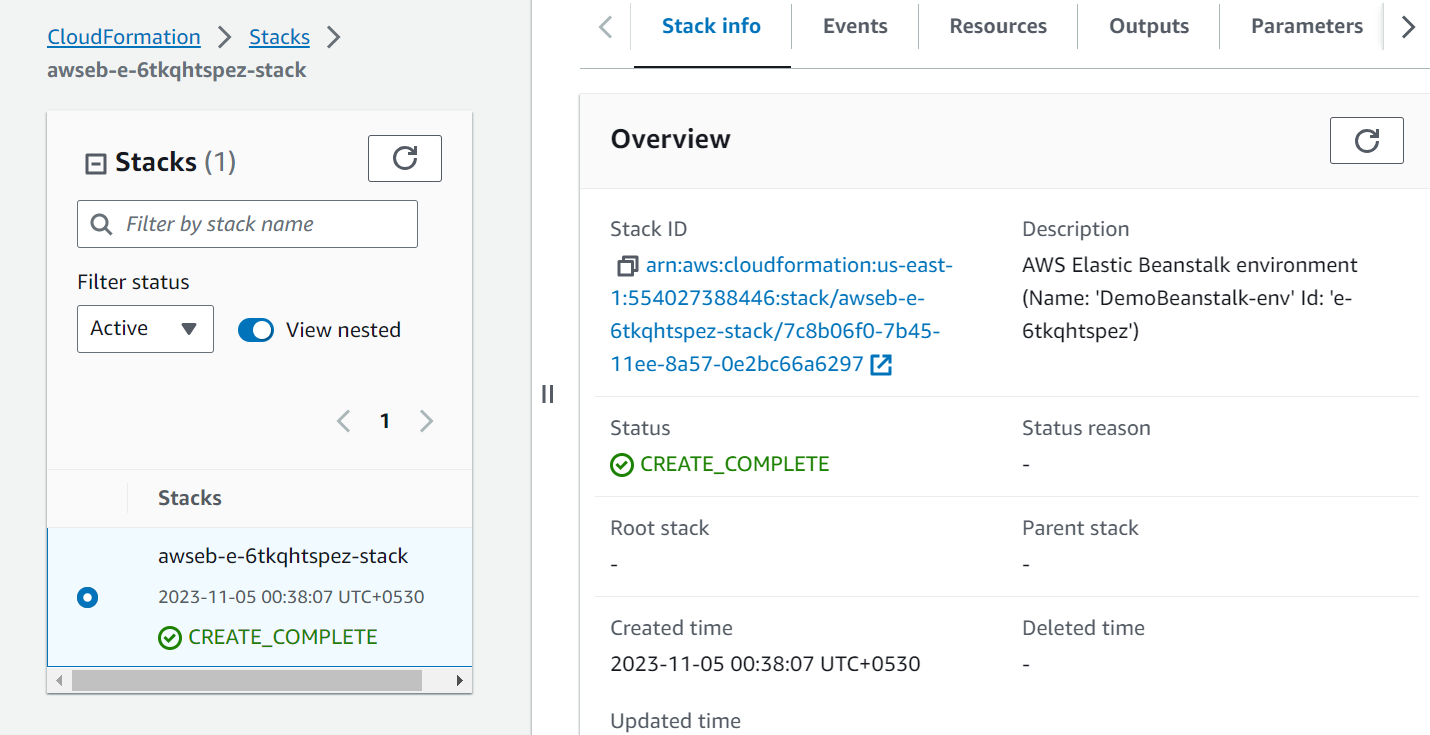 CloudFormation > Stacks >
awseb-e-6tkqhtspez-stack
Stacks (1)
Filter by stack name
Filter status
Active
View nested
1
Stacks
awseb-e-6tkqhtspez-stack
2023-11-05 00:38:07 UTC+0530
CREATE_COMPLETE
Stack info
Events
Resources
Outputs
Parameters
Overview
Stack ID
arn:aws:cloudformation:us-east-
1:554027388446:stack/awseb-e-
6tkqhtspez-stack/7c8b06f0-7b45-
11ee-8a57-0e2bc66a6297
Description
AWS Elastic Beanstalk environment
(Name: 'DemoBeanstalk-env' Id: 'e-
6tkqhtspez')
Status
CREATE_COMPLETE
Status reason
-
Root stack
-
Parent stack
-
Created time
2023-11-05 00:38:07 UTC+0530
Deleted time
-
Updated time